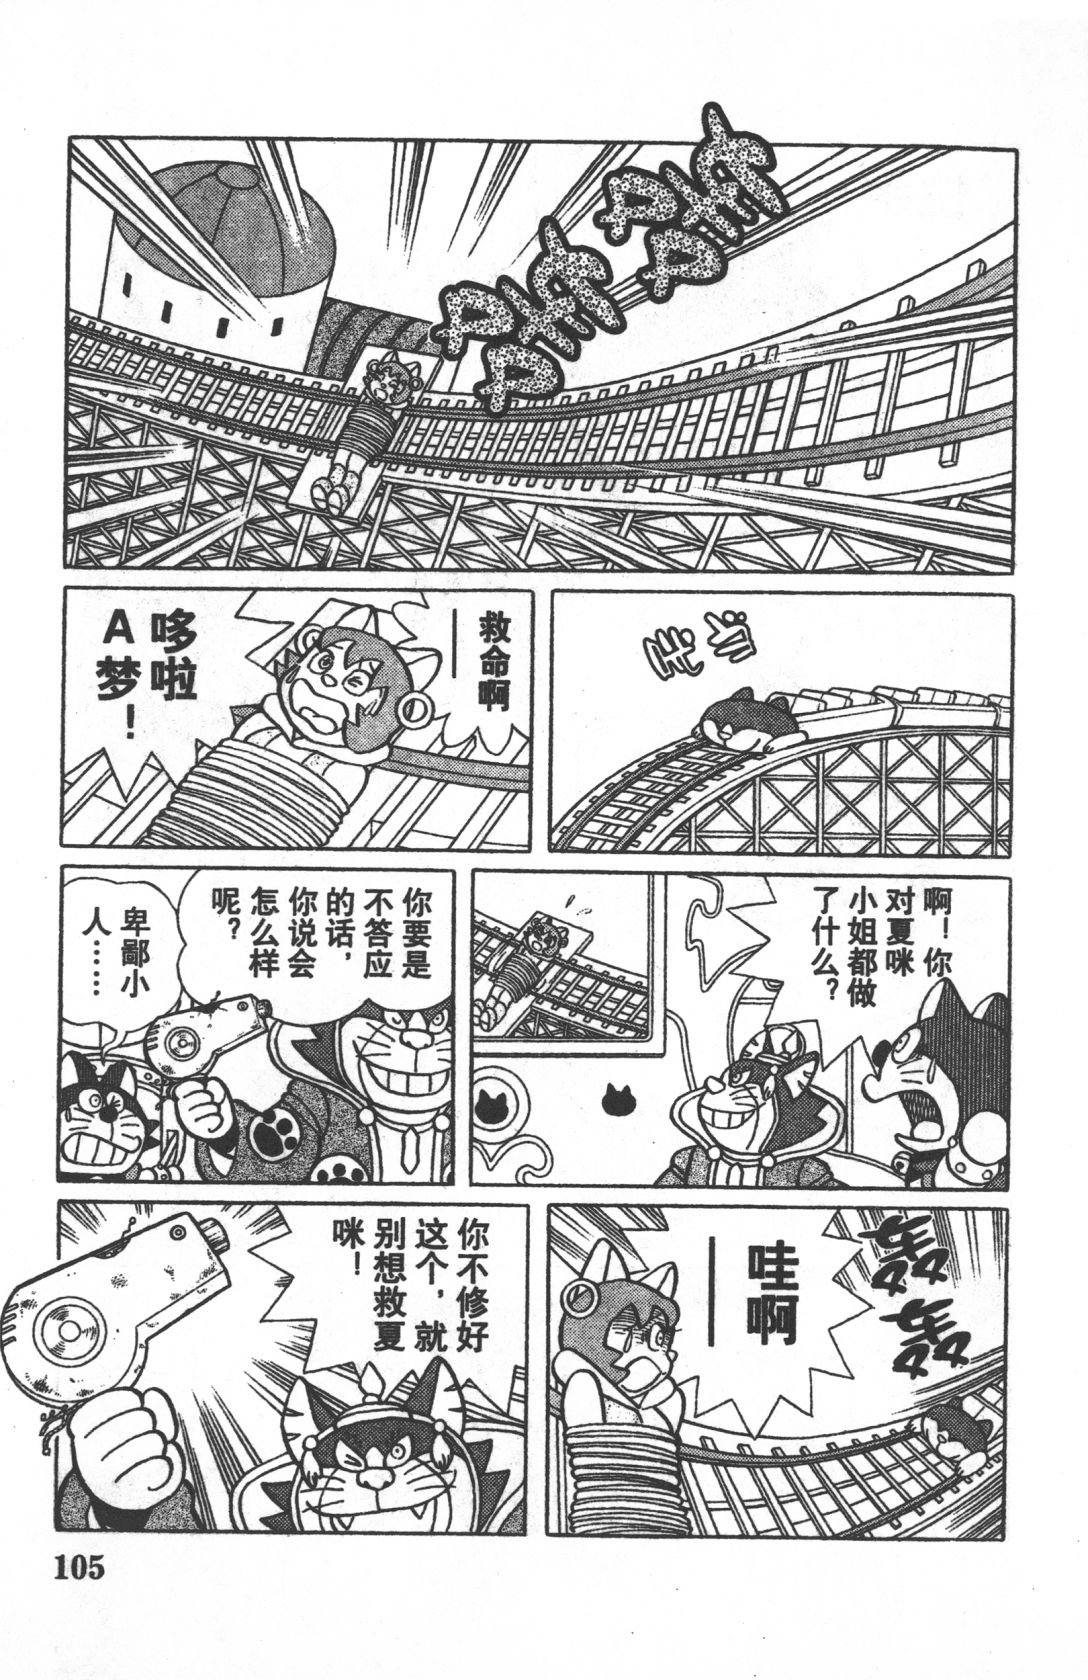 救命啊
——
哆啦
A梦！
啊！你
对夏咪
小姐都做
了什么？
你要是
不答应
的话，
你说会
怎么样
呢？
卑鄙小
人……
轰
轰
哇啊
——
你不修好
这个，就
别想救夏
咪！
105